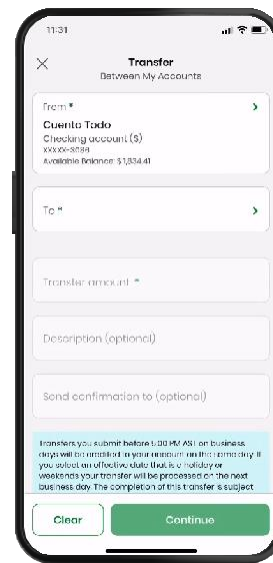 11:31
Transfer
Between My Accounts
From *
Cuenta Todo
Checking account ($)
Available Balance: $1,834.41
To *
Transfer amount *
Description (optional)
Send confirmation to (optional)
Transfers you submit before 5:00 PM AST on business
days will be credited to your account on the same day. If
you select an effective date that is a holiday or
weekends your transfer will be processed on the next
business day. The completion of this transfer is subject
Clear
Continue